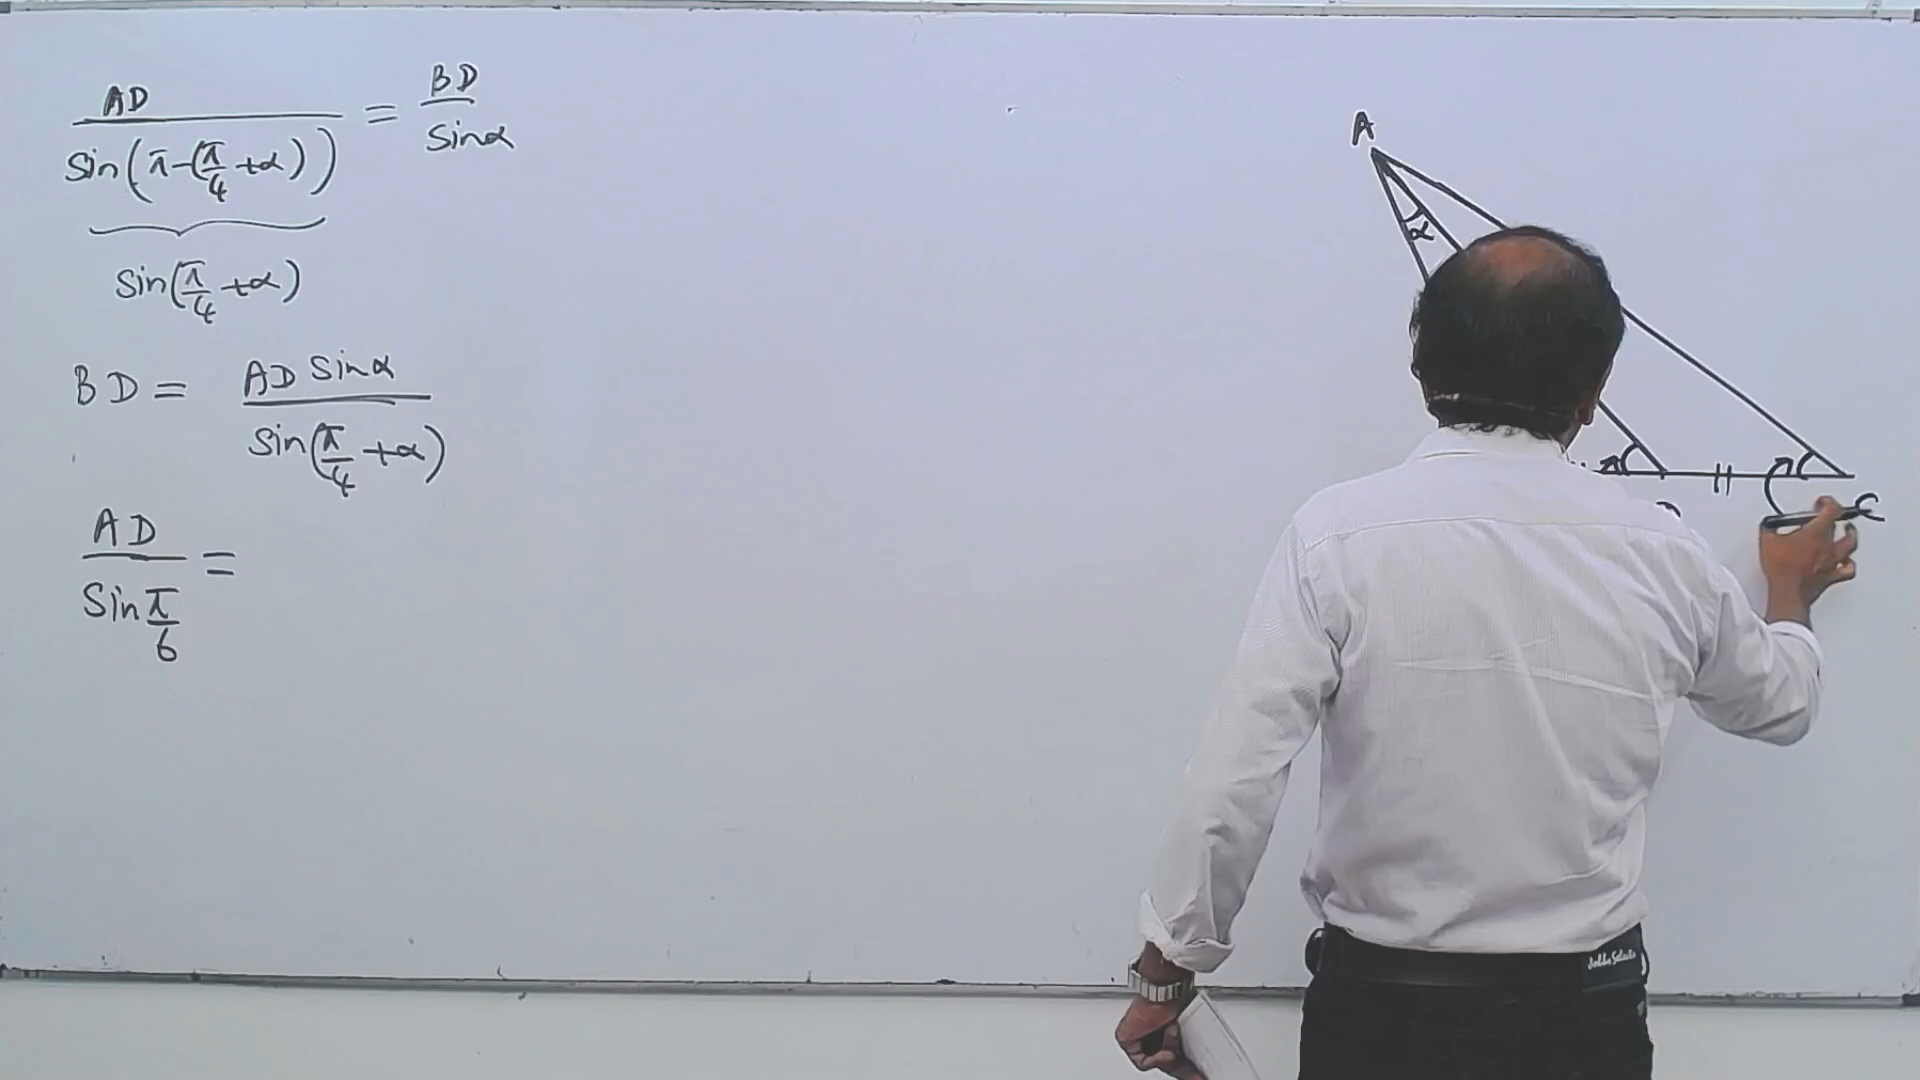 AD/sin(π-(π/4+α)) = BD/sinα
sin(π/4+α)
BD = AD sinα/sin(π/4+α)
AD/sin π/6 =
A
α
C